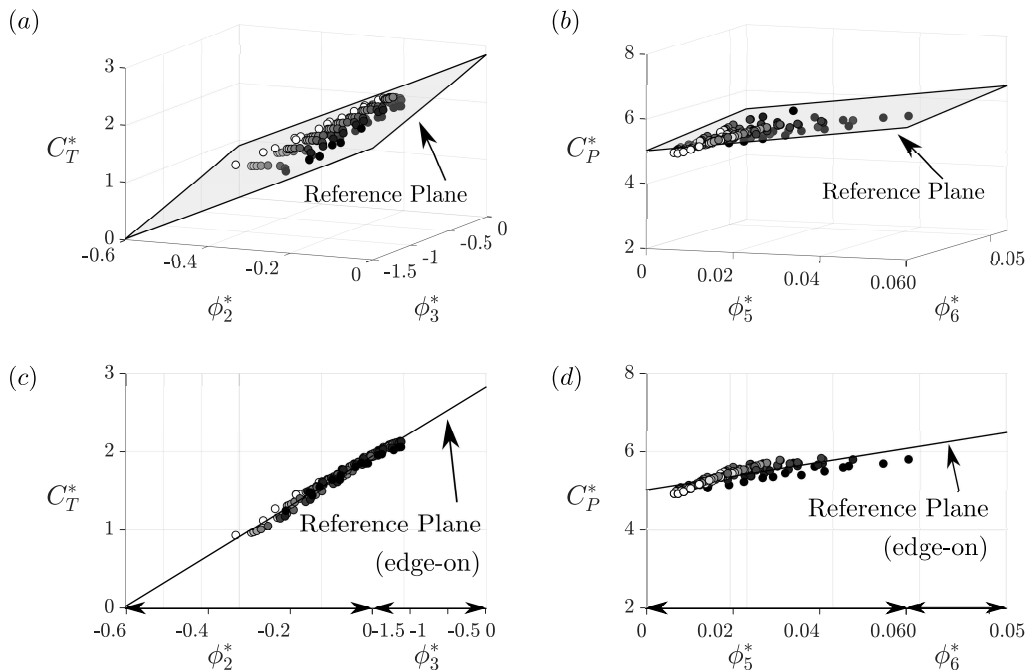 (a)
3
2
C*_T
1
0
-0.6
-0.4
-0.2
0
-1.5
-1
-0.5
0
ϕ*_2
ϕ*_3
Reference Plane
(b)
8
6
C*_P
4
2
0
0.02
0.04
0.060
0.05
ϕ*_5
ϕ*_6
Reference Plane
(c)
3
2
C*_T
1
0
-0.6
-0.4
-0.2
0-1.5
-1
-0.5
0
ϕ*_2
ϕ*_3
Reference Plane
(edge-on)
(d)
8
6
C*_P
4
2
0
0.02
0.04
0.060
0.05
ϕ*_5
ϕ*_6
Reference Plane
(edge-on)